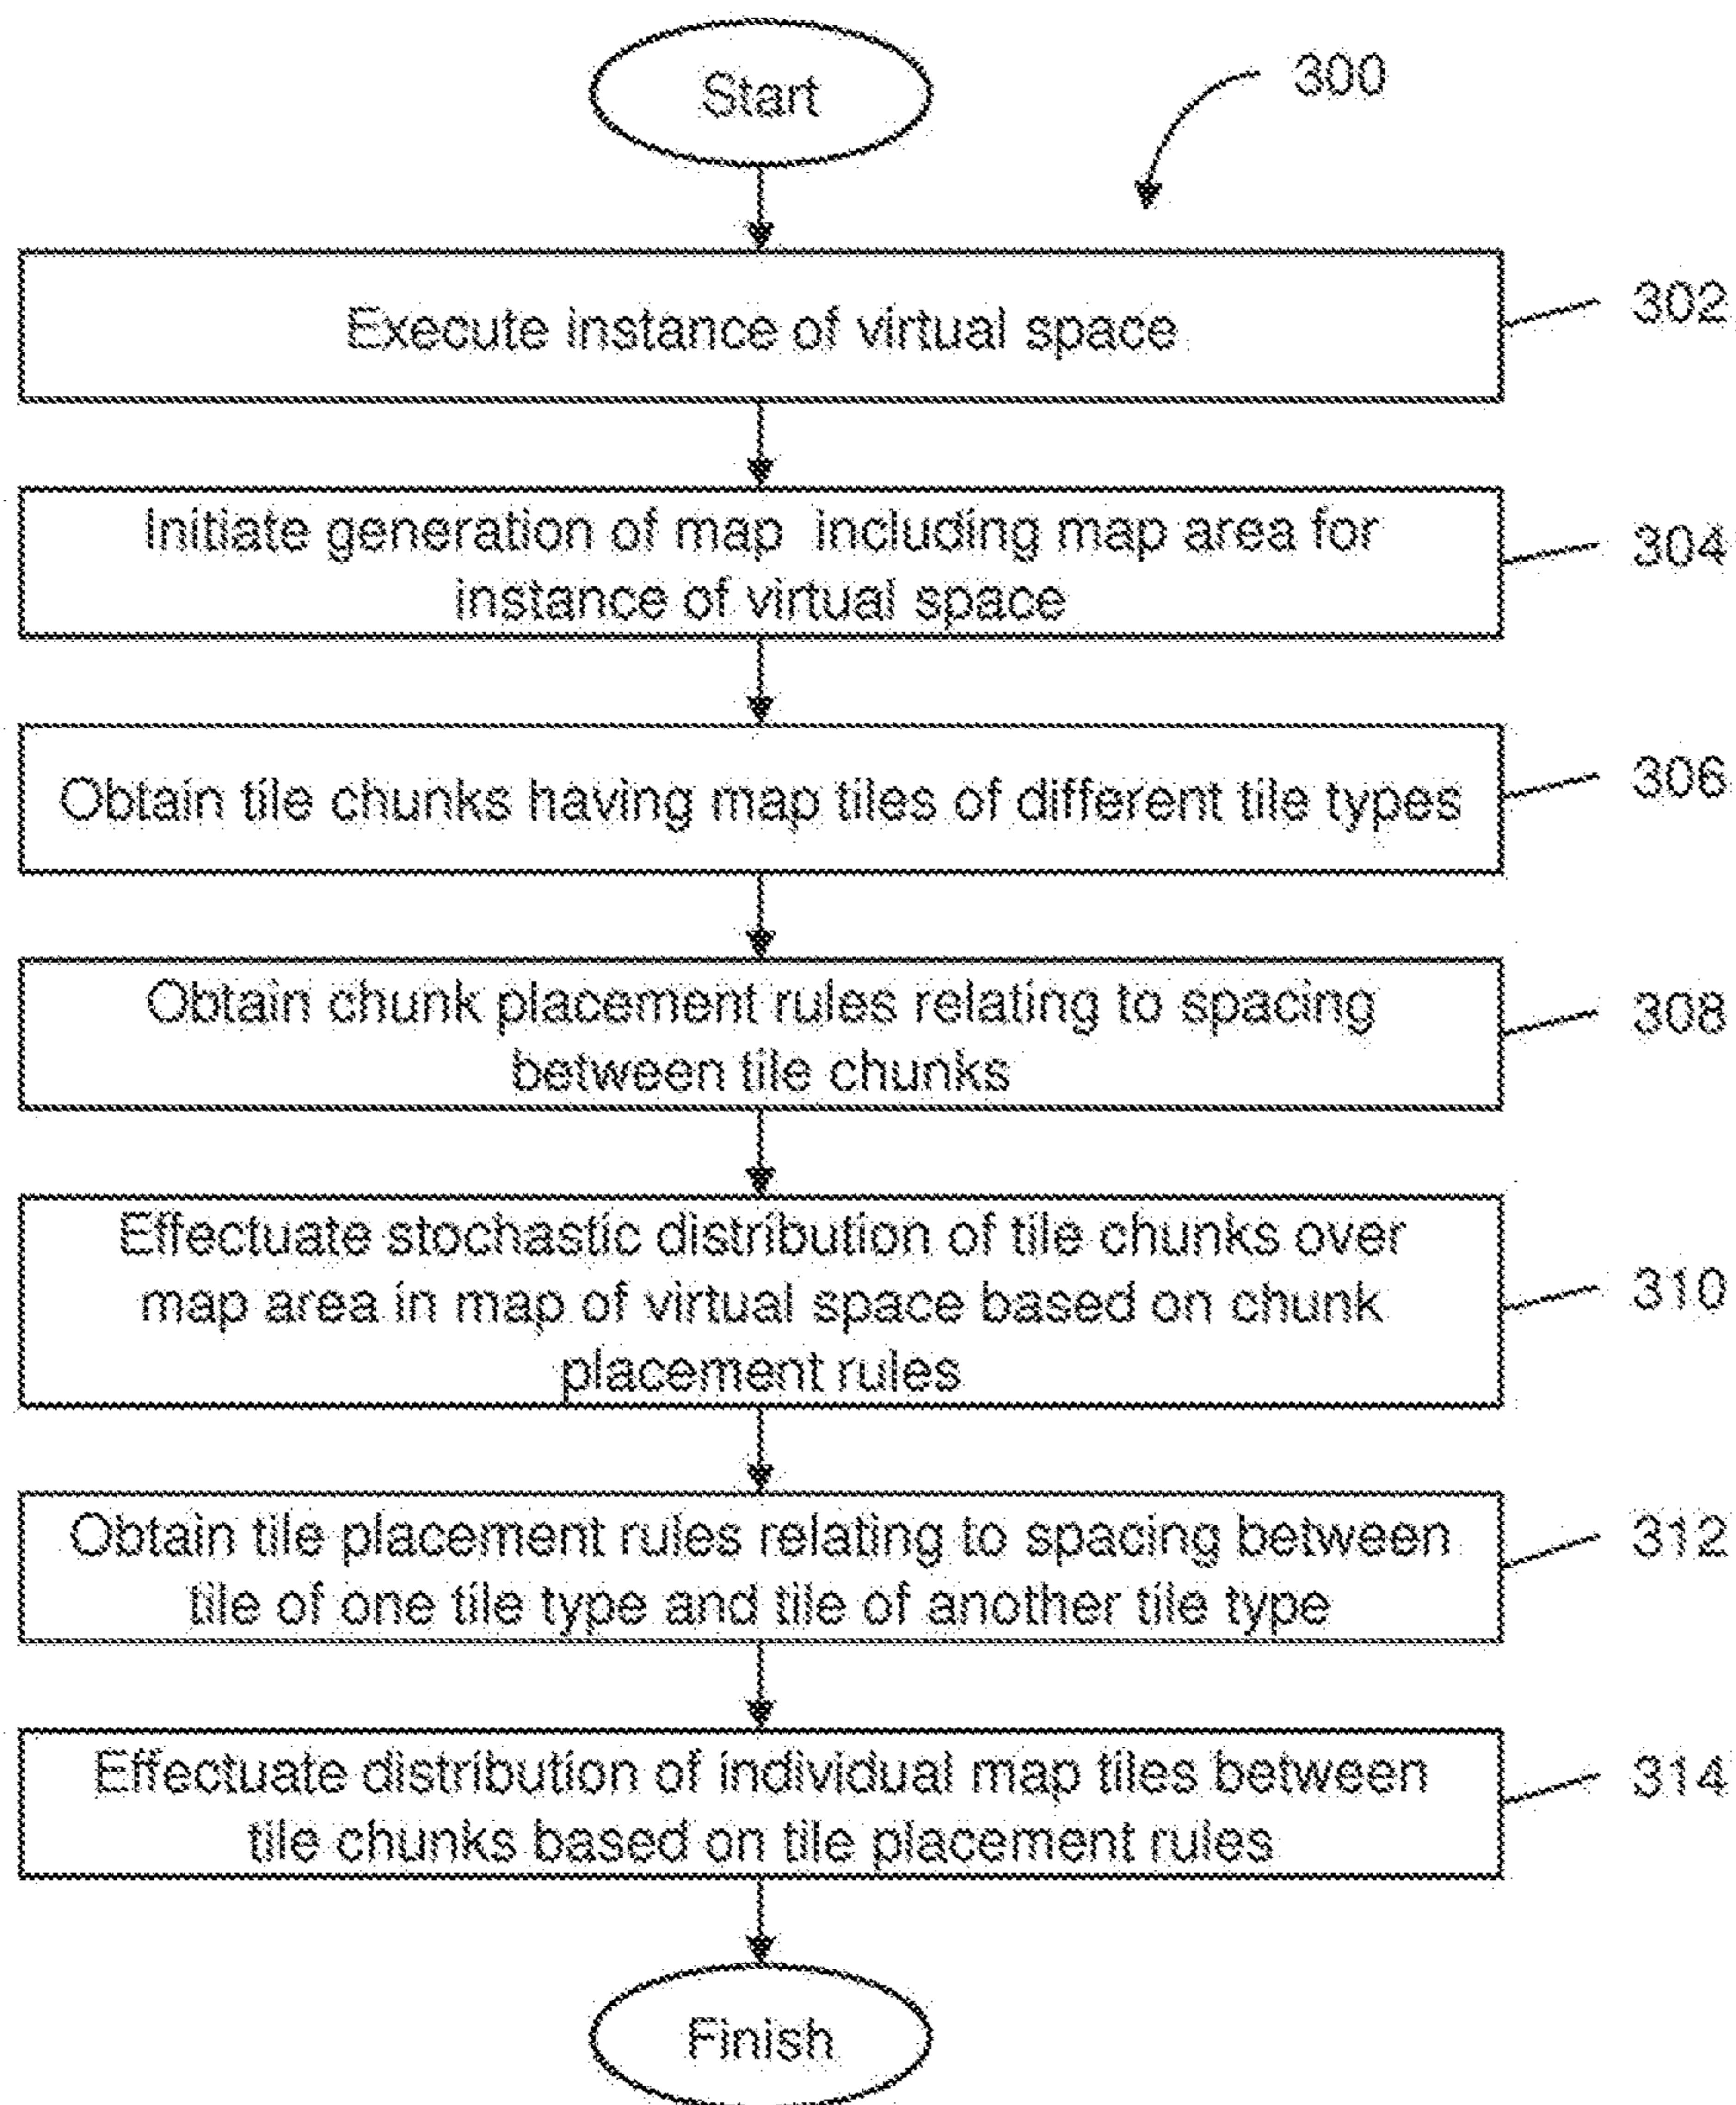 Start
300
Execute instance of virtual space
302
Initiate generation of map including map area for
instance of virtual space
304
Obtain tile chunks having map tiles of different tile types
306
Obtain chunk placement rules relating to spacing
between tile chunks
308
Effectuate stochastic distribution of tile chunks over
map area in map of virtual space based on chunk
placement rules
310
Obtain tile placement rules relating to spacing between
tile of one tile type and tile of another tile type
312
Effectuate distribution of individual map tiles between
tile chunks based on tile placement rules
314
Finish